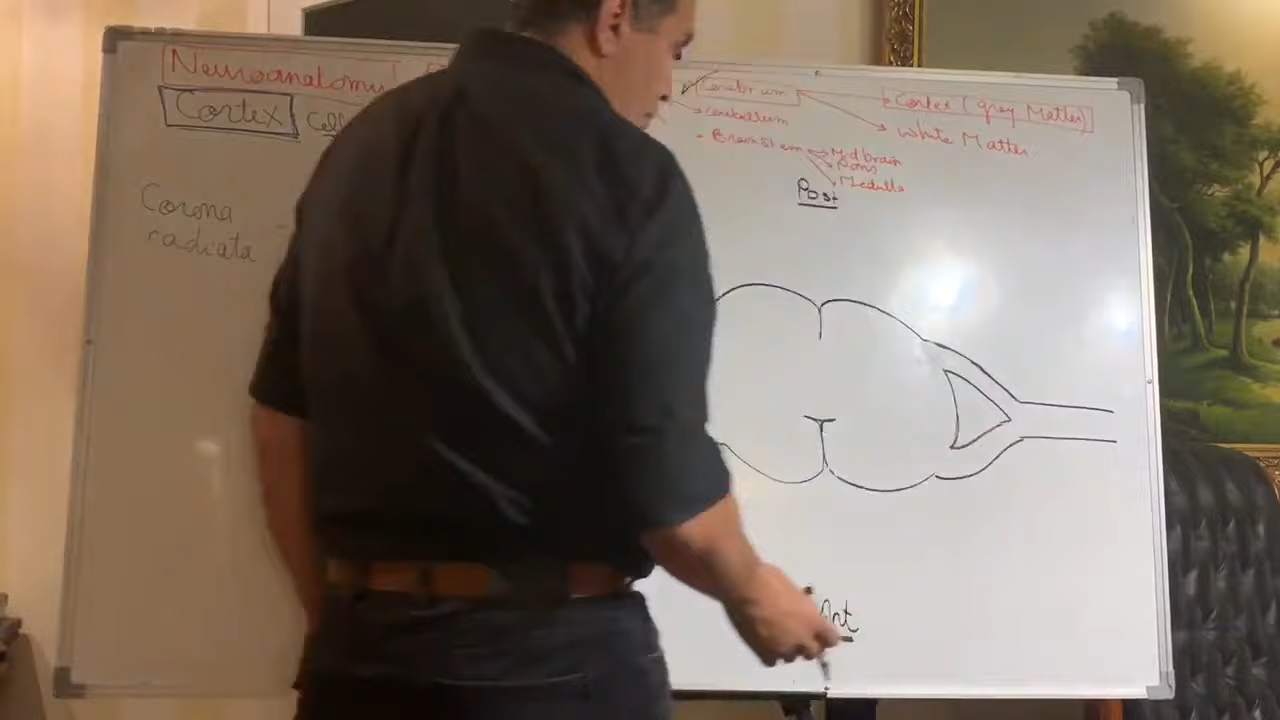 Neuroanatomy
Cortex Cell
Corona
radiata
Cerebrum
Cortex (grey Matter)
White Matter
Cerebellum
Brain Stem
Midbrain
Pons
Medulla
Post
Ant